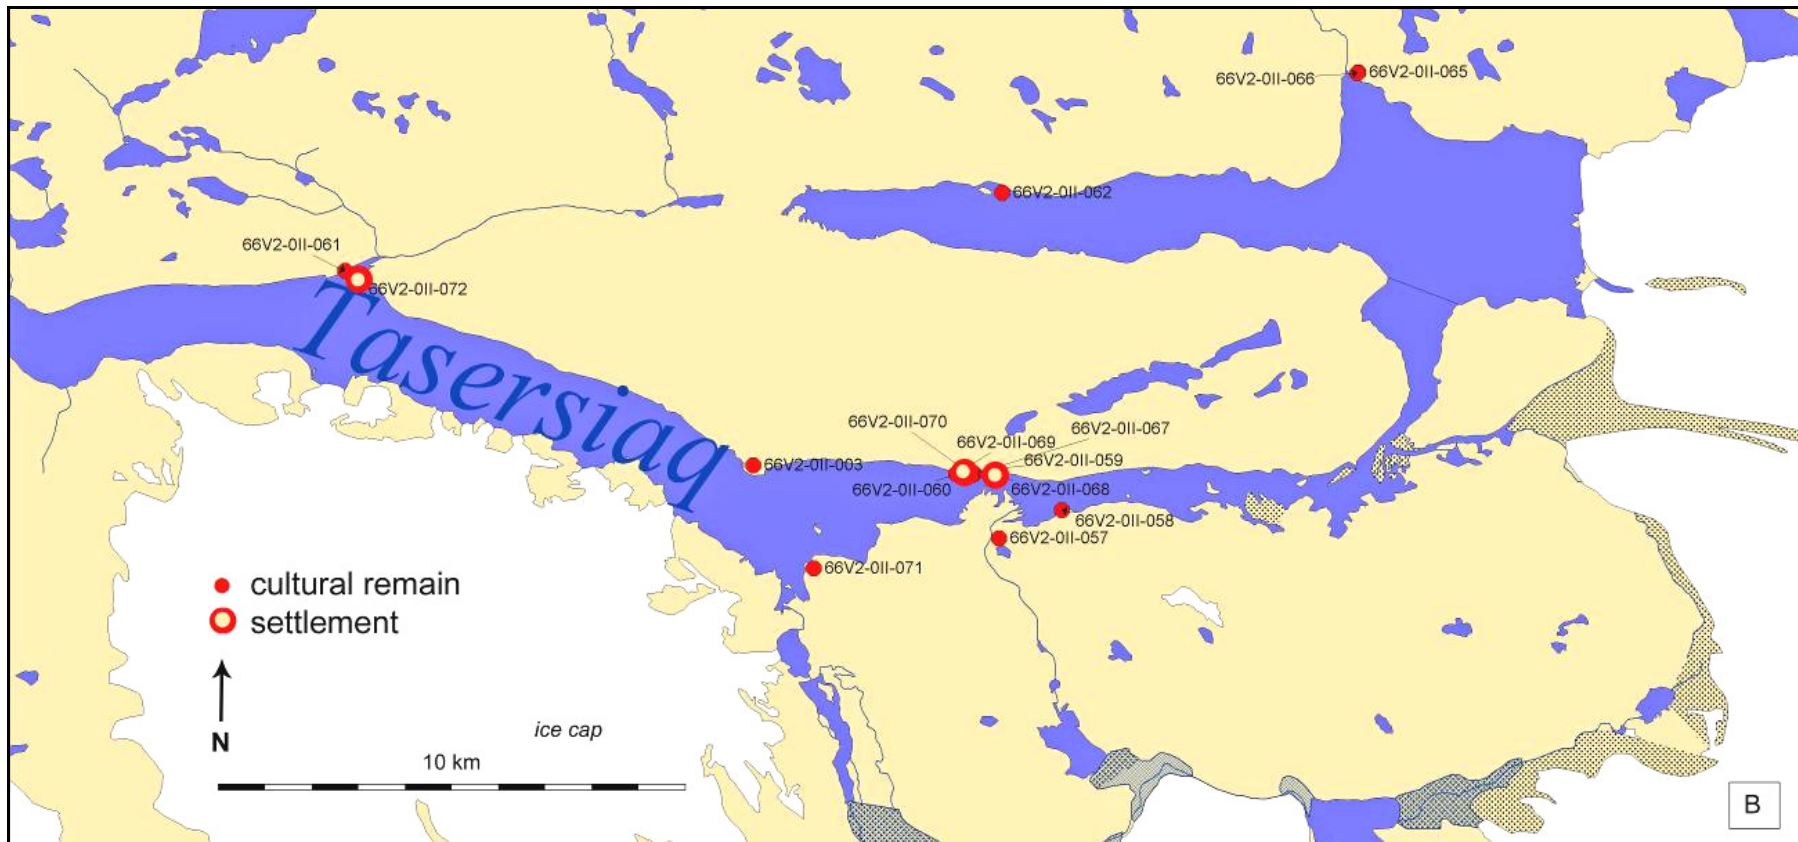 66V2-0II-066
66V2-0II-065
66V2-0II-062
66V2-0II-061
66V2-0II-072
Tasersiaq
66V2-0II-070
66V2-0II-067
66V2-0II-069
66V2-0II-003
66V2-0II-059
66V2-0II-060
66V2-0II-068
66V2-0II-058
66V2-0II-057
66V2-0II-071
cultural remain
settlement
N
ice cap
10 km
B